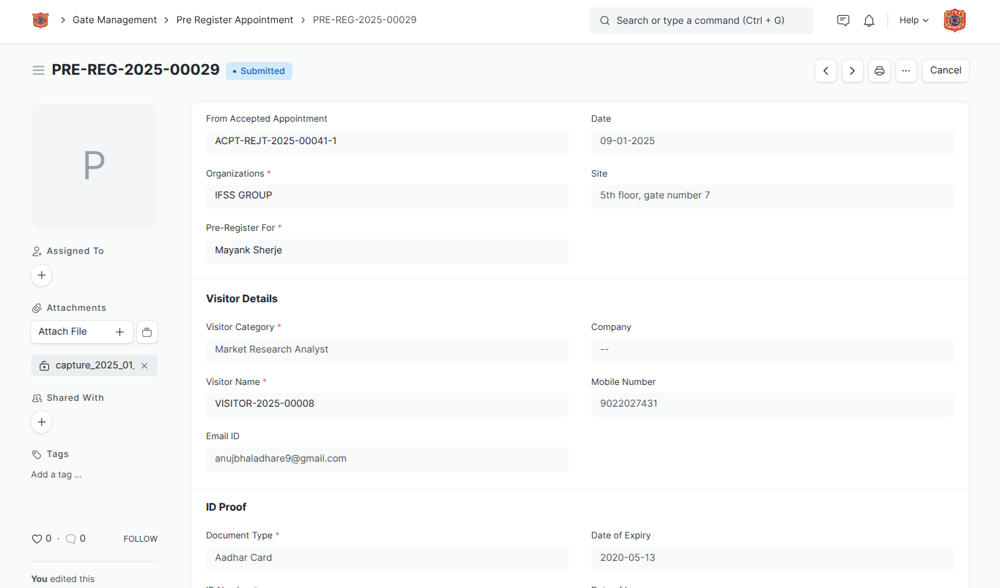 Gate Management > Pre Register Appointment > PRE-REG-2025-00029
Search or type a command (Ctrl + G)
Help
PRE-REG-2025-00029
Submitted
Cancel
P
Assigned To
Attachments
Attach File
capture_2025_01_
Shared With
Tags
Add a tag ...
0 · 0
FOLLOW
You edited this
From Accepted Appointment
ACPT-REJT-2025-00041-1
Date
09-01-2025
Organizations *
IFSS GROUP
Site
5th floor, gate number 7
Pre-Register For *
Mayank Sherje
Visitor Details
Visitor Category *
Market Research Analyst
Company
--
Visitor Name *
VISITOR-2025-00008
Mobile Number
9022027431
Email ID
anujbhaladhare9@gmail.com
ID Proof
Document Type *
Aadhar Card
Date of Expiry
2020-05-13